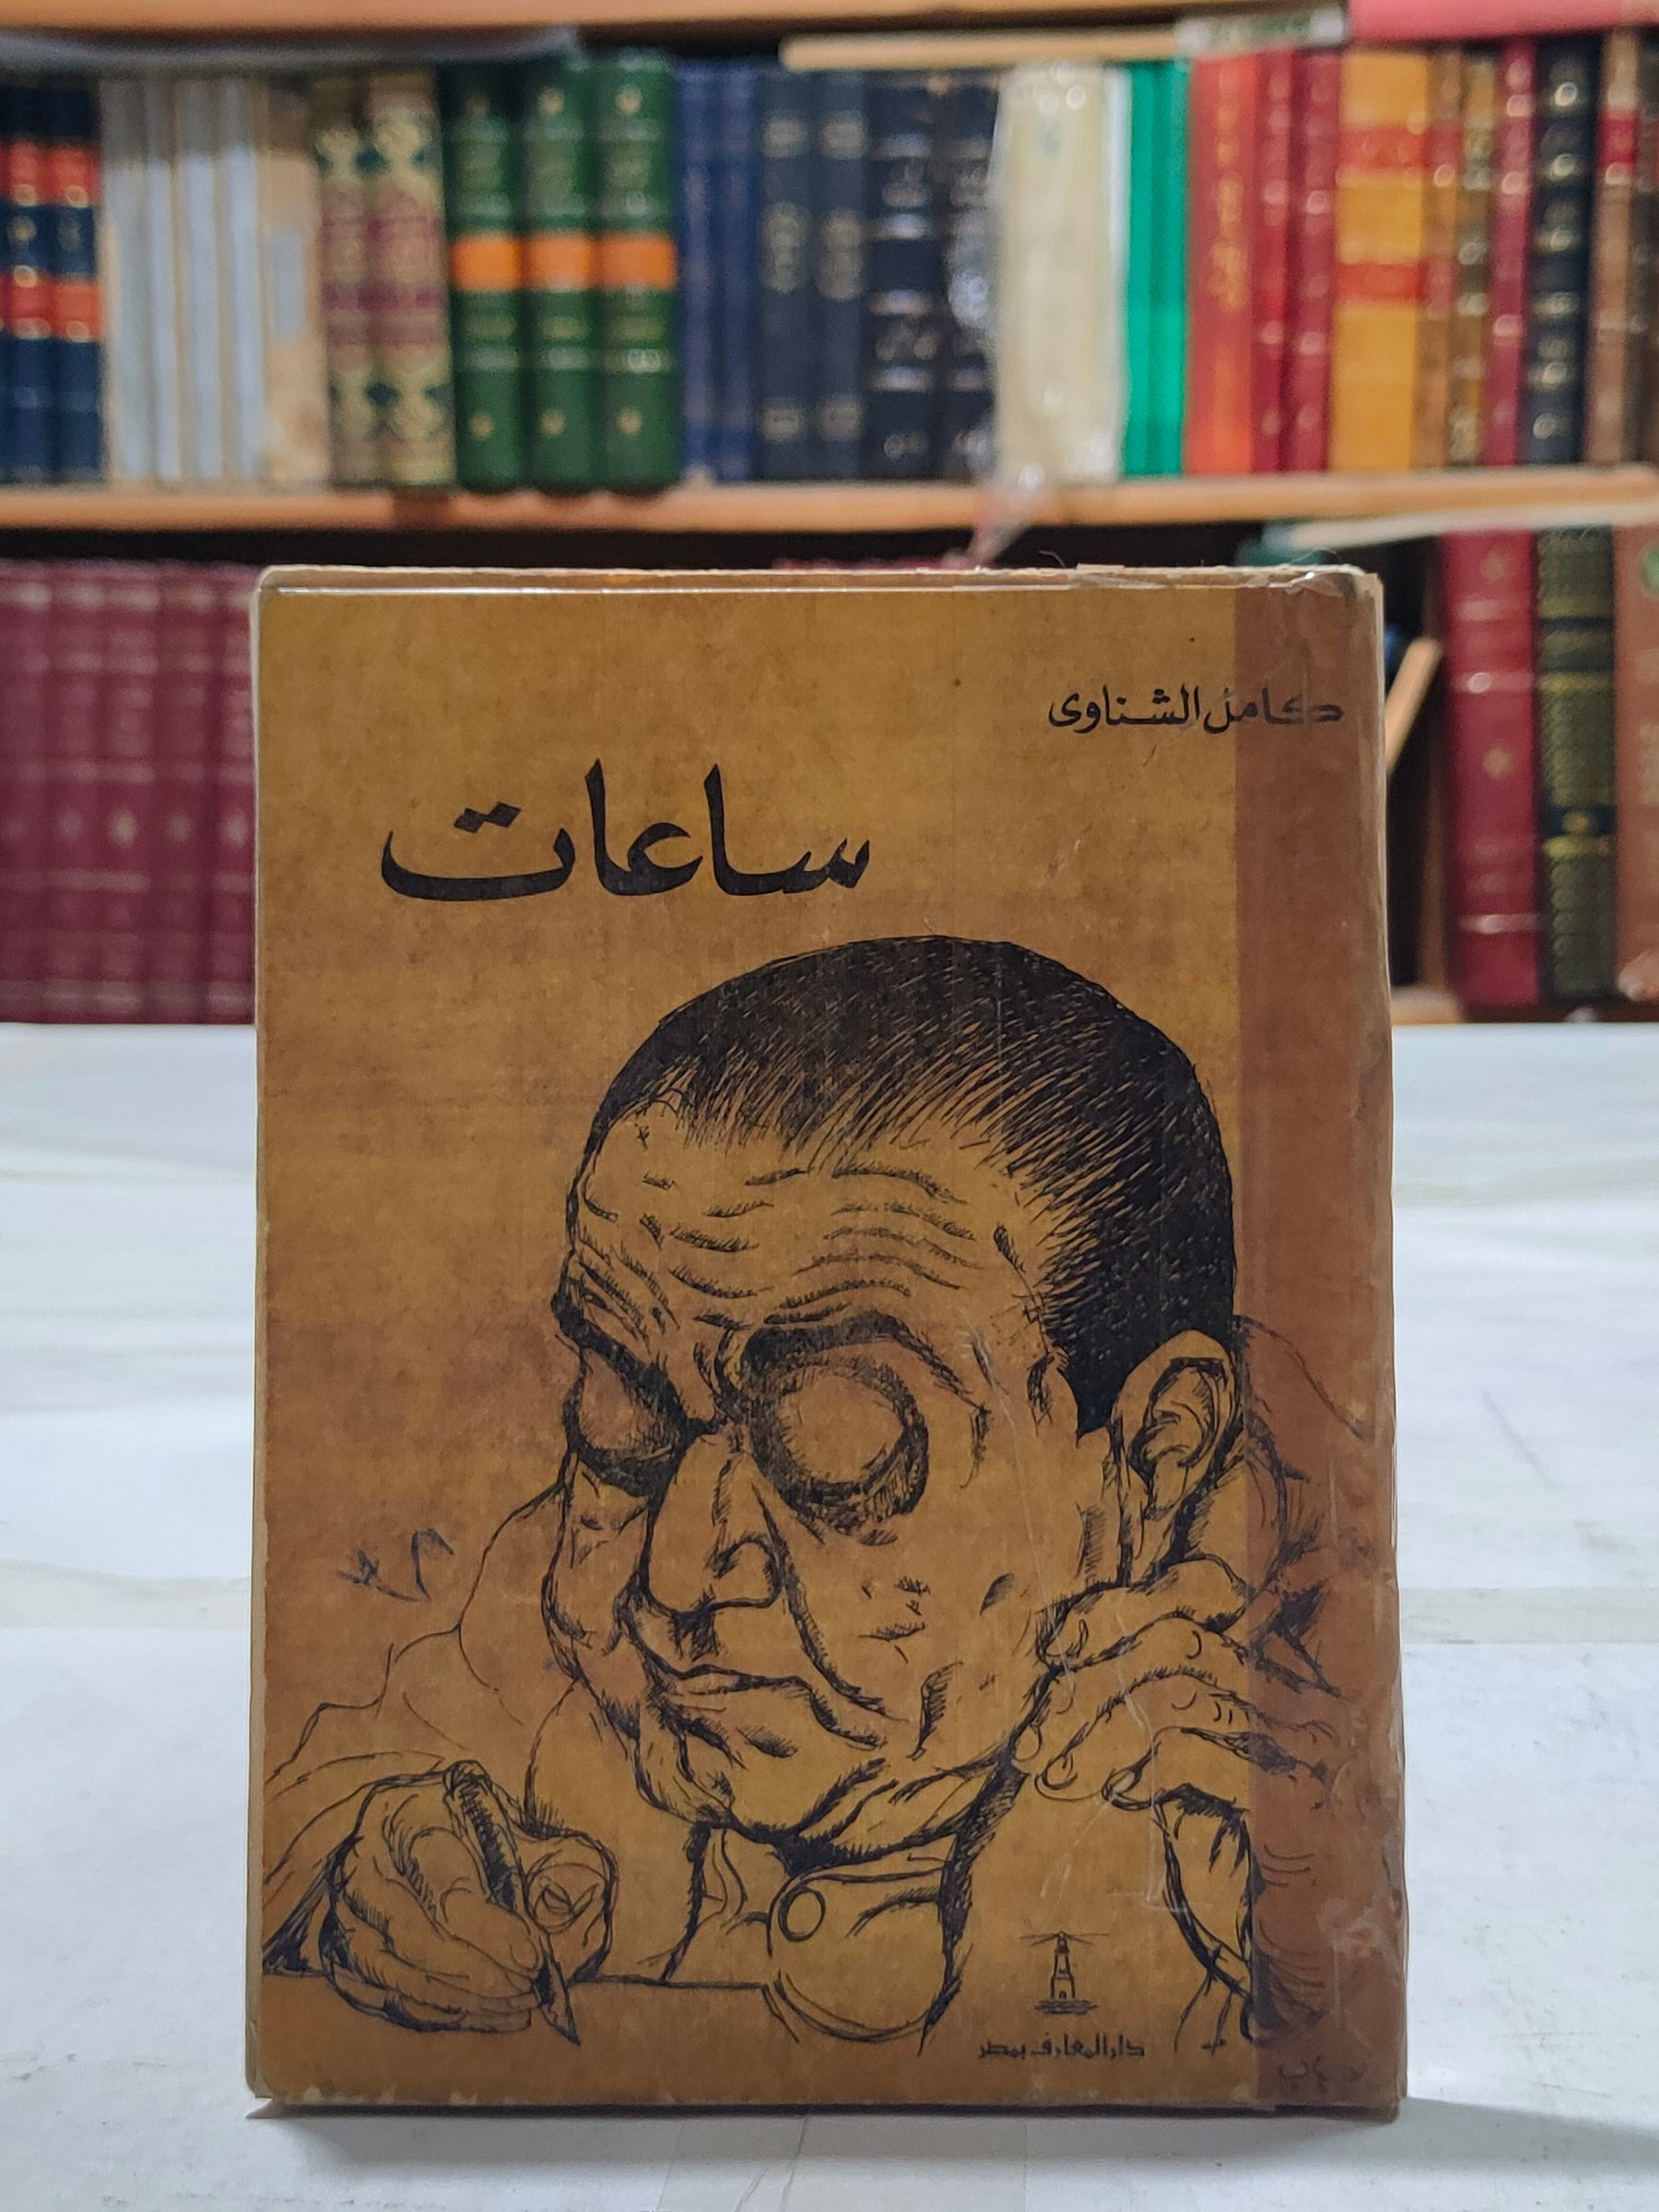 كامل الشناوى
ساعات
دار المعارف بمصر